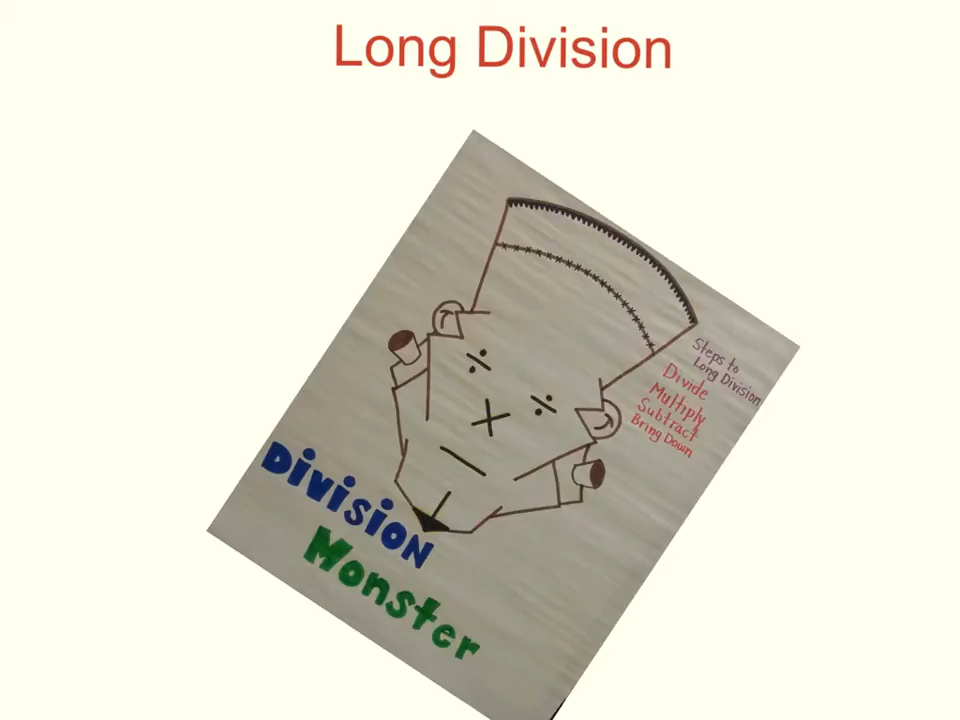 Long Division
Steps to
Long Division
Divide
Multiply
Subtract
Bring Down
Division
Monster